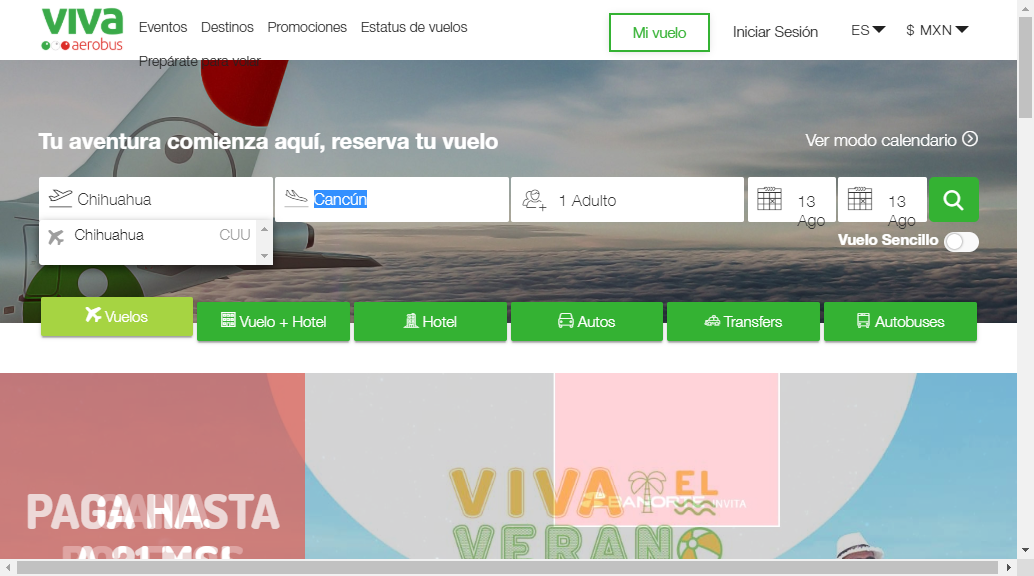 viva
aerobus
Eventos Destinos Promociones Estatus de vuelos
Prepárate para volar
Mi vuelo
Iniciar Sesión
ES
$ MXN
Tu aventura comienza aquí, reserva tu vuelo
Ver modo calendario
Chihuahua
Cancún
1 Adulto
13
Ago
13
Ago
Chihuahua CUU
Vuelo Sencillo
Vuelos
Vuelo + Hotel
Hotel
Autos
Transfers
Autobuses
VIVA EL
BANORTE INVITA
PAGA HASTA
VERANO